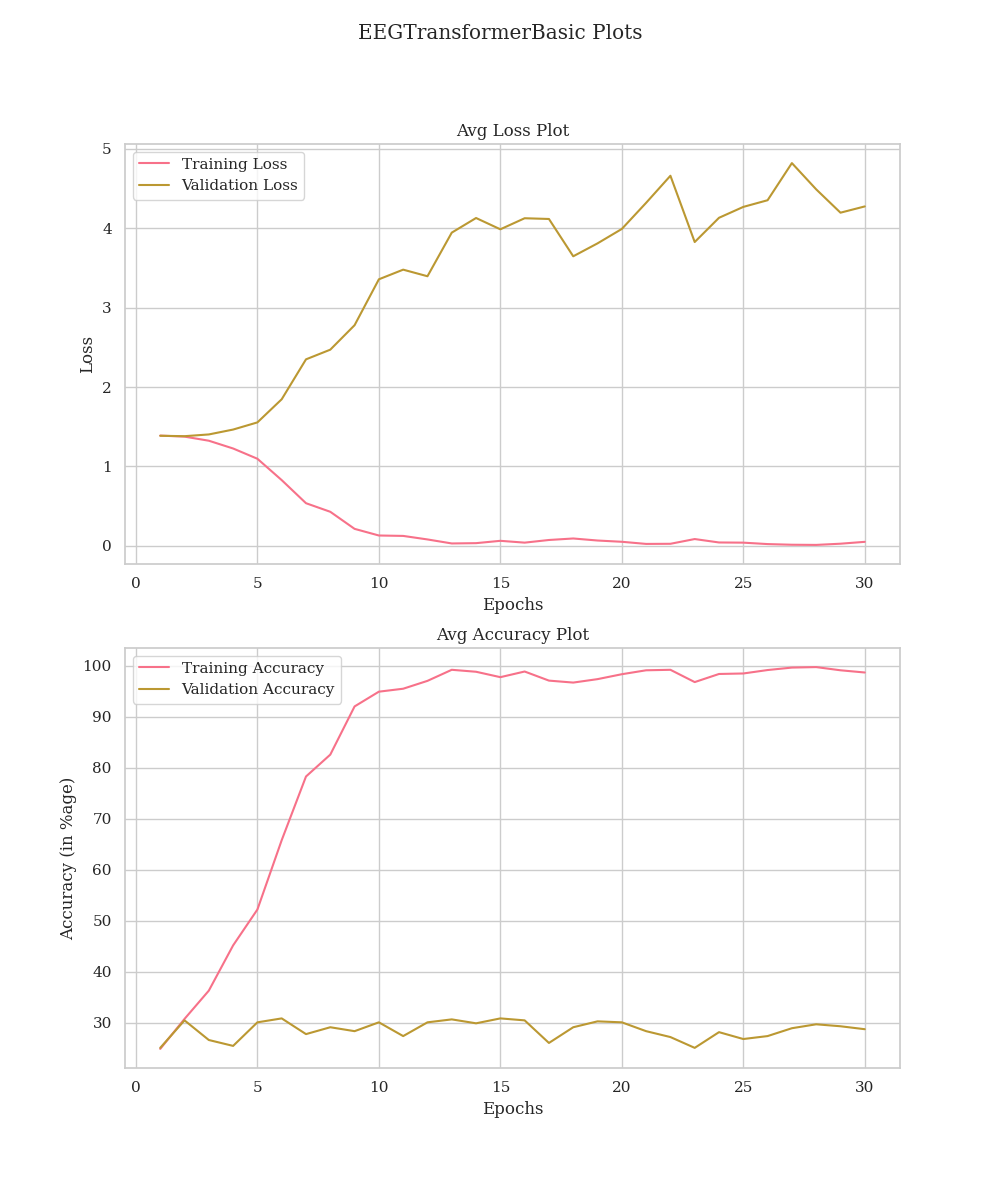 EEGTransformerBasic Plots
Avg Loss Plot
Training Loss
Validation Loss
5
4
3
2
1
0
Loss
0 5 10 15 20 25 30
Epochs
Avg Accuracy Plot
Training Accuracy
Validation Accuracy
100
90
80
70
60
50
40
30
Accuracy (in %age)
0 5 10 15 20 25 30
Epochs